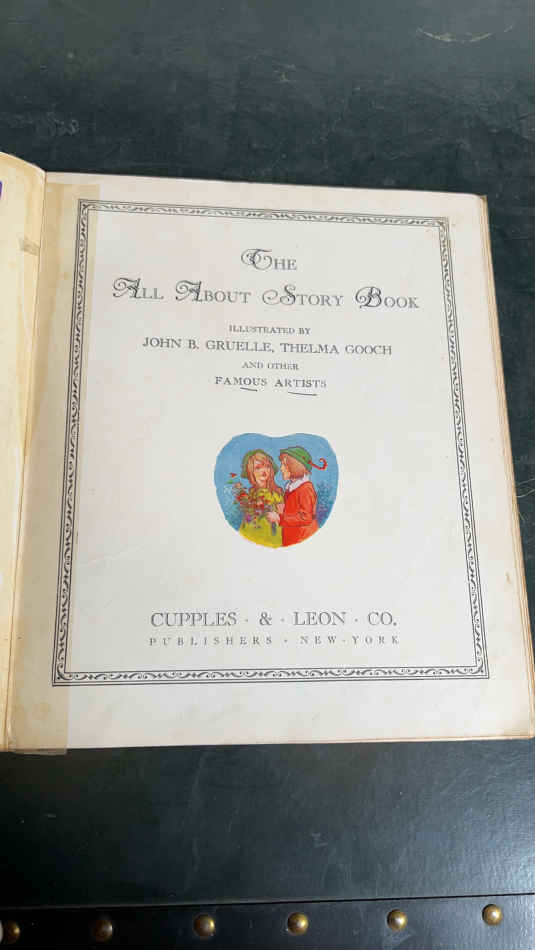 THE
ALL ABOUT STORY BOOK
ILLUSTRATED BY
JOHN B. GRUELLE, THELMA GOOCH
AND OTHER
FAMOUS ARTISTS
CUPPLES · & · LEON · CO.
PUBLISHERS · NEW-YORK